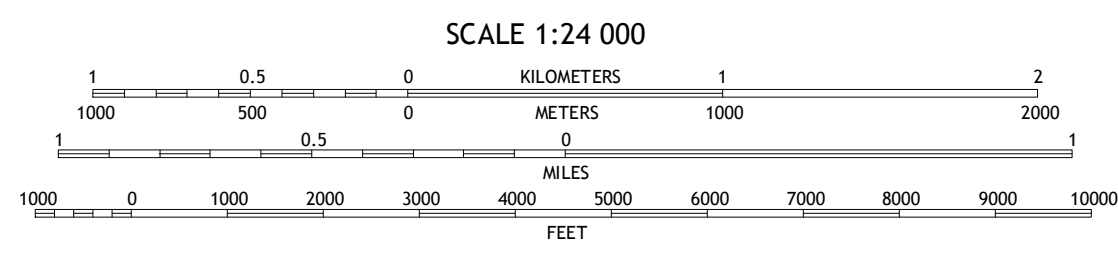 SCALE 1:24 000
1 0.5 0 KILOMETERS 1 2
1000 500 0 METERS 1000 2000
1 0.5 0 1
MILES
1000 0 1000 2000 3000 4000 5000 6000 7000 8000 9000 10000
FEET